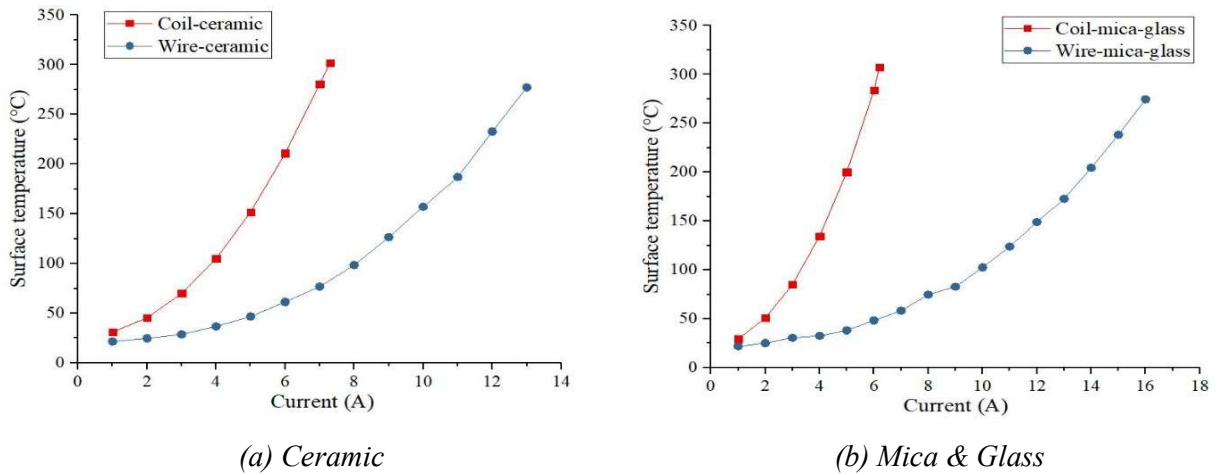 350
300
250
200
150
100
50
0
Surface temperature (°C)
Coil-ceramic
Wire-ceramic
0 2 4 6 8 10 12 14
Current (A)
(a) Ceramic
350
300
250
200
150
100
50
0
Surface temperature (°C)
Coil-mica-glass
Wire-mica-glass
0 2 4 6 8 10 12 14 16 18
Current (A)
(b) Mica & Glass